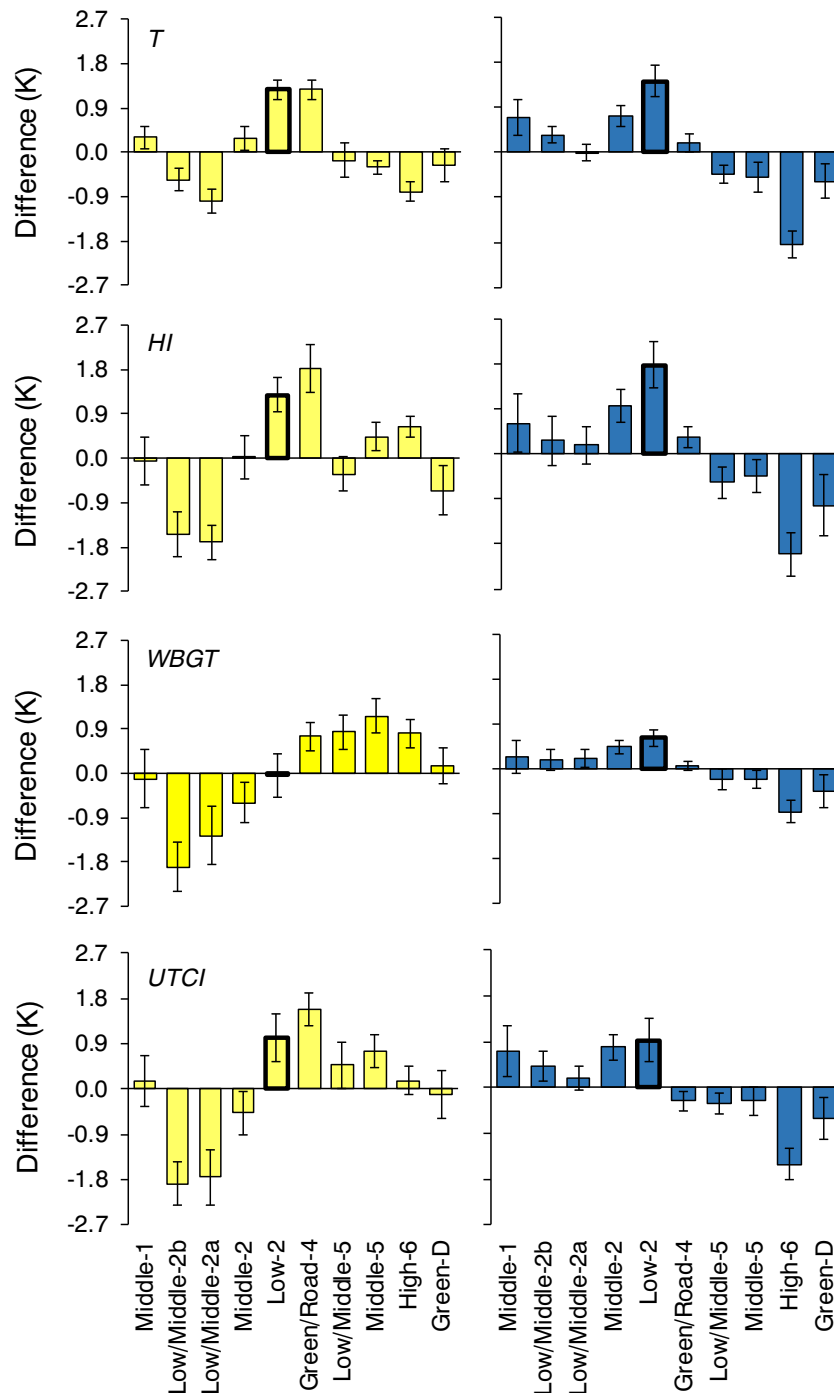 T
Difference (K)
2.7
1.8
0.9
0.0
-0.9
-1.8
-2.7
HI
Difference (K)
2.7
1.8
0.9
0.0
-0.9
-1.8
-2.7
WBGT
Difference (K)
2.7
1.8
0.9
0.0
-0.9
-1.8
-2.7
UTCI
Difference (K)
2.7
1.8
0.9
0.0
-0.9
-1.8
-2.7
Middle-1
Low/Middle-2b
Low/Middle-2a
Middle-2
Low-2
Green/Road-4
Low/Middle-5
Middle-5
High-6
Green-D
Middle-1
Low/Middle-2b
Low/Middle-2a
Middle-2
Low-2
Green/Road-4
Low/Middle-5
Middle-5
High-6
Green-D